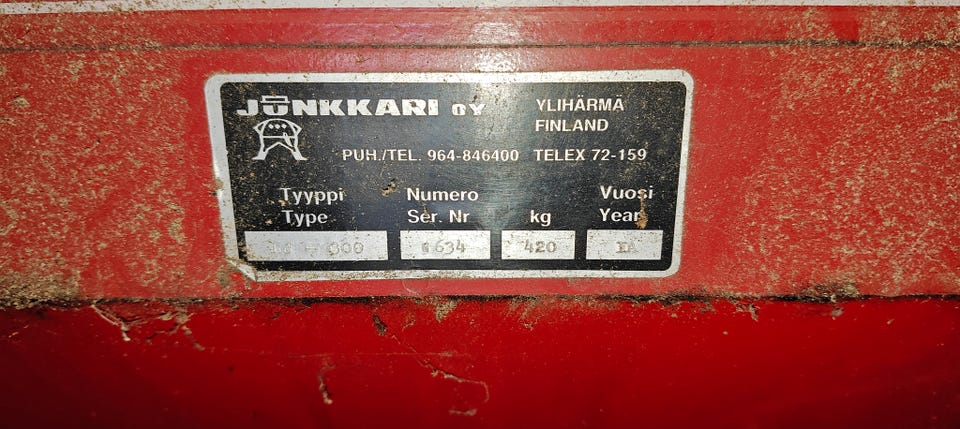 JUNKKARI OY
YLIHÄRMÄ
FINLAND
PUH./TEL. 964-846400 TELEX 72-159
Tyyppi Numero Vuosi
Type Ser. Nr kg Year
634 420